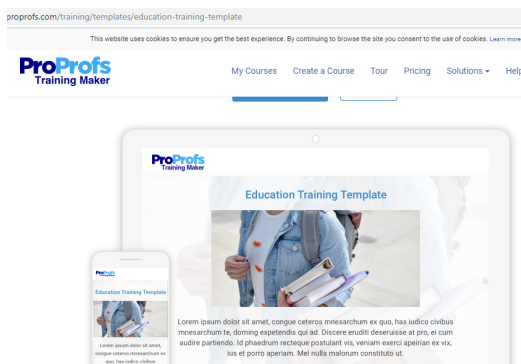 proprofs.com/training/templates/education-training-template
This website uses cookies to ensure you get the best experience. By continuing to browse the site you consent to the use of cookies. Learn more
ProProfs
Training Maker
My Courses Create a Course Tour Pricing Solutions Help
ProProfs
Training Maker
Education Training Template
Lorem ipsum dolor sit amet, congue ceteros mnesarchum ex quo, has iudico civibus
mnesarchum te, doming expetendis qui ad. Discere eruditi deseruisse at pro, ei cum
audire partiendo. Id phaedrum recteque postulant vis, veniam exerci apeirian ex vix,
ius et porro aperiam. Mel nulla malorum constituto ut.
ProProfs
Training Maker
Education Training Template
Lorem ipsum dolor sit amet,
congue ceteros mnesarchum ex
quo, has iudico civibus